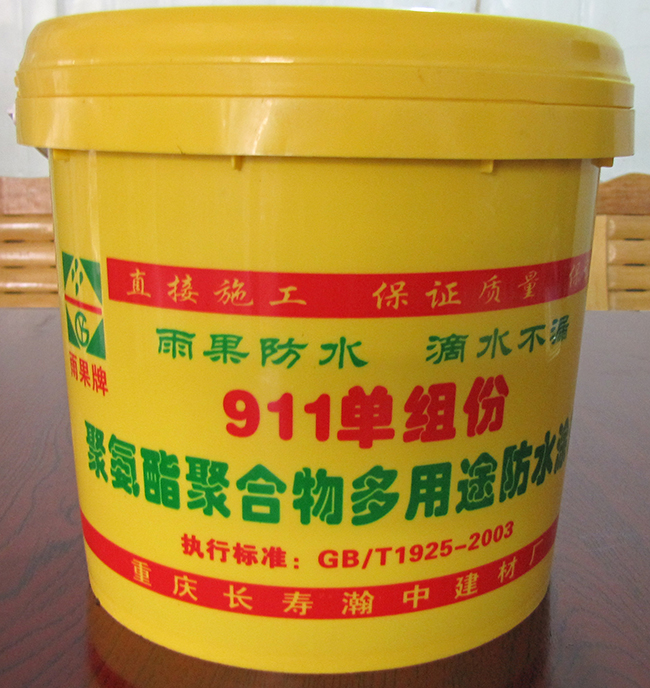 直接施工 保证质量
雨果牌
雨果防水 滴水不漏
911单组份
聚氨酯聚合物多用途防水涂
执行标准：GB/T1925-2003
重庆长寿瀚中建材厂